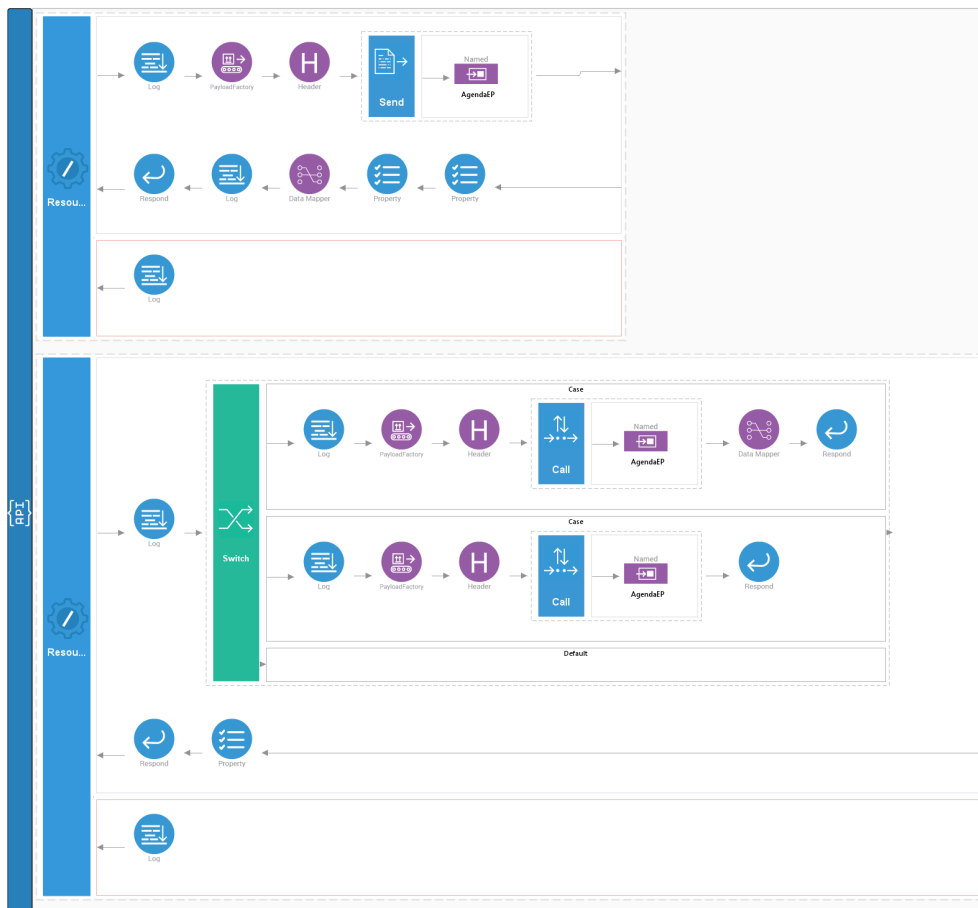 {API}
Resou...
Log
PayloadFactory
H
Header
Send
Named
AgendaEP
Respond
Log
Data Mapper
Property
Property
Log
Resou...
Log
Switch
Case
Log
PayloadFactory
H
Header
Call
Named
AgendaEP
Data Mapper
Respond
Case
Log
PayloadFactory
H
Header
Call
Named
AgendaEP
Respond
Default
Respond
Property
Log